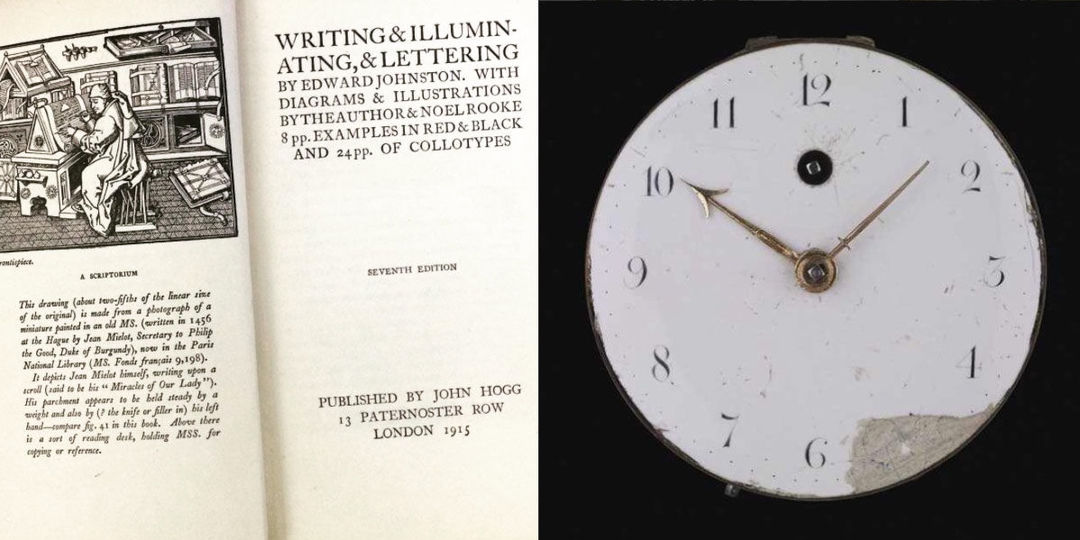 rontispiece.
A SCRIPTORIUM
This drawing (about two-fifths of the linear size
of the original) is made from a photograph of a
miniature painted in an old MS. (written in 1456
at the Hague by Jean Mielot, Secretary to Philip
the Good, Duke of Burgundy), now in the Paris
National Library (MS. Fonds français 9,198).
It depicts Jean Mielot himself, writing upon a
scroll (said to be his "Miracles of Our Lady").
His parchment appears to be held steady by a
weight and also by (? the knife or filler in) his left
hand—compare fig. 41 in this book. Above there
is a sort of reading desk, holding MSS. for
copying or reference.
WRITING & ILLUMIN-
ATING, & LETTERING
BY EDWARD JOHNSTON. WITH
DIAGRAMS & ILLUSTRATIONS
BY THE AUTHOR & NOEL ROOKE
8 pp. EXAMPLES IN RED & BLACK
AND 24 pp. OF COLLOTYPES
SEVENTH EDITION
PUBLISHED BY JOHN HOGG
13 PATERNOSTER ROW
LONDON 1915
12
1
2
3
4
6
7
8
9
10
11